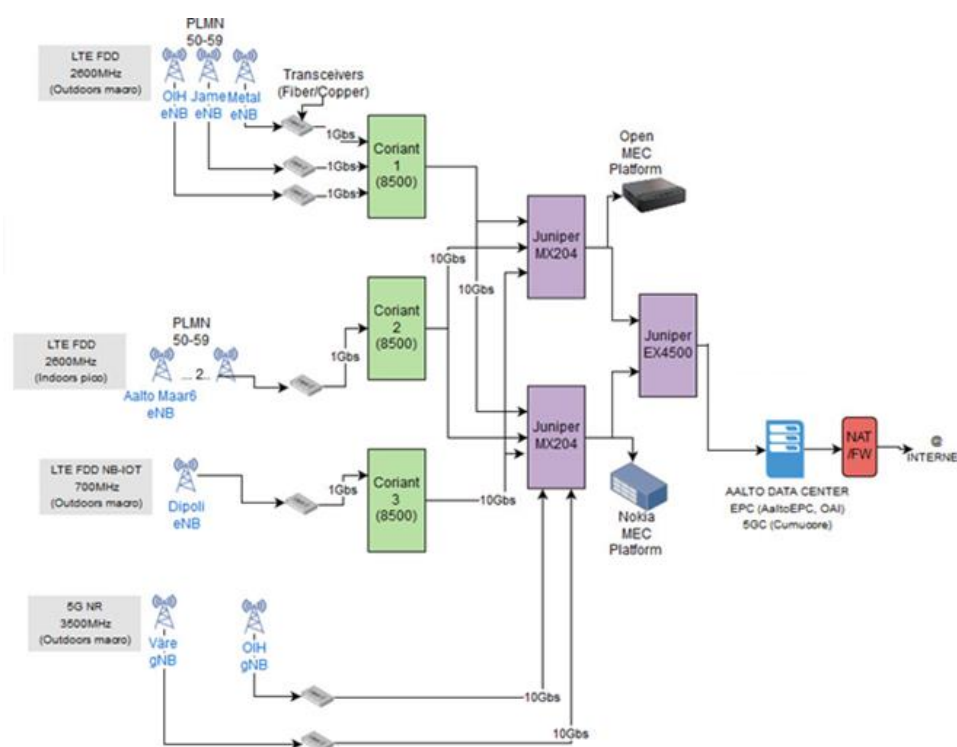 PLMN
50-59
LTE FDD
2600MHz
(Outdoors macro)
OIH
eNB
Jame
eNB
Metal
eNB
Transceivers
(Fiber/Copper)
1Gbs
1Gbs
1Gbs
Coriant
1
(8500)
Open
MEC
Platform
Juniper
MX204
10Gbs
10Gbs
PLMN
50-59
LTE FDD
2600MHz
(Indoors pico)
... 2...
Aalto Maar6
eNB
1Gbs
Coriant
2
(8500)
Juniper
EX4500
Juniper
MX204
NAT
/FW
@
INTERNE
LTE FDD NB-IOT
700MHz
(Outdoors macro)
Dipoli
eNB
1Gbs
Coriant
3
(8500)
10Gbs
Nokia
MEC
Platform
AALTO DATA CENTER
EPC (AaltoEPC, OAI)
5GC (Cumucore)
5G NR
3500MHz
(Outdoors macro)
Väre
gNB
OIH
gNB
10Gbs
10Gbs